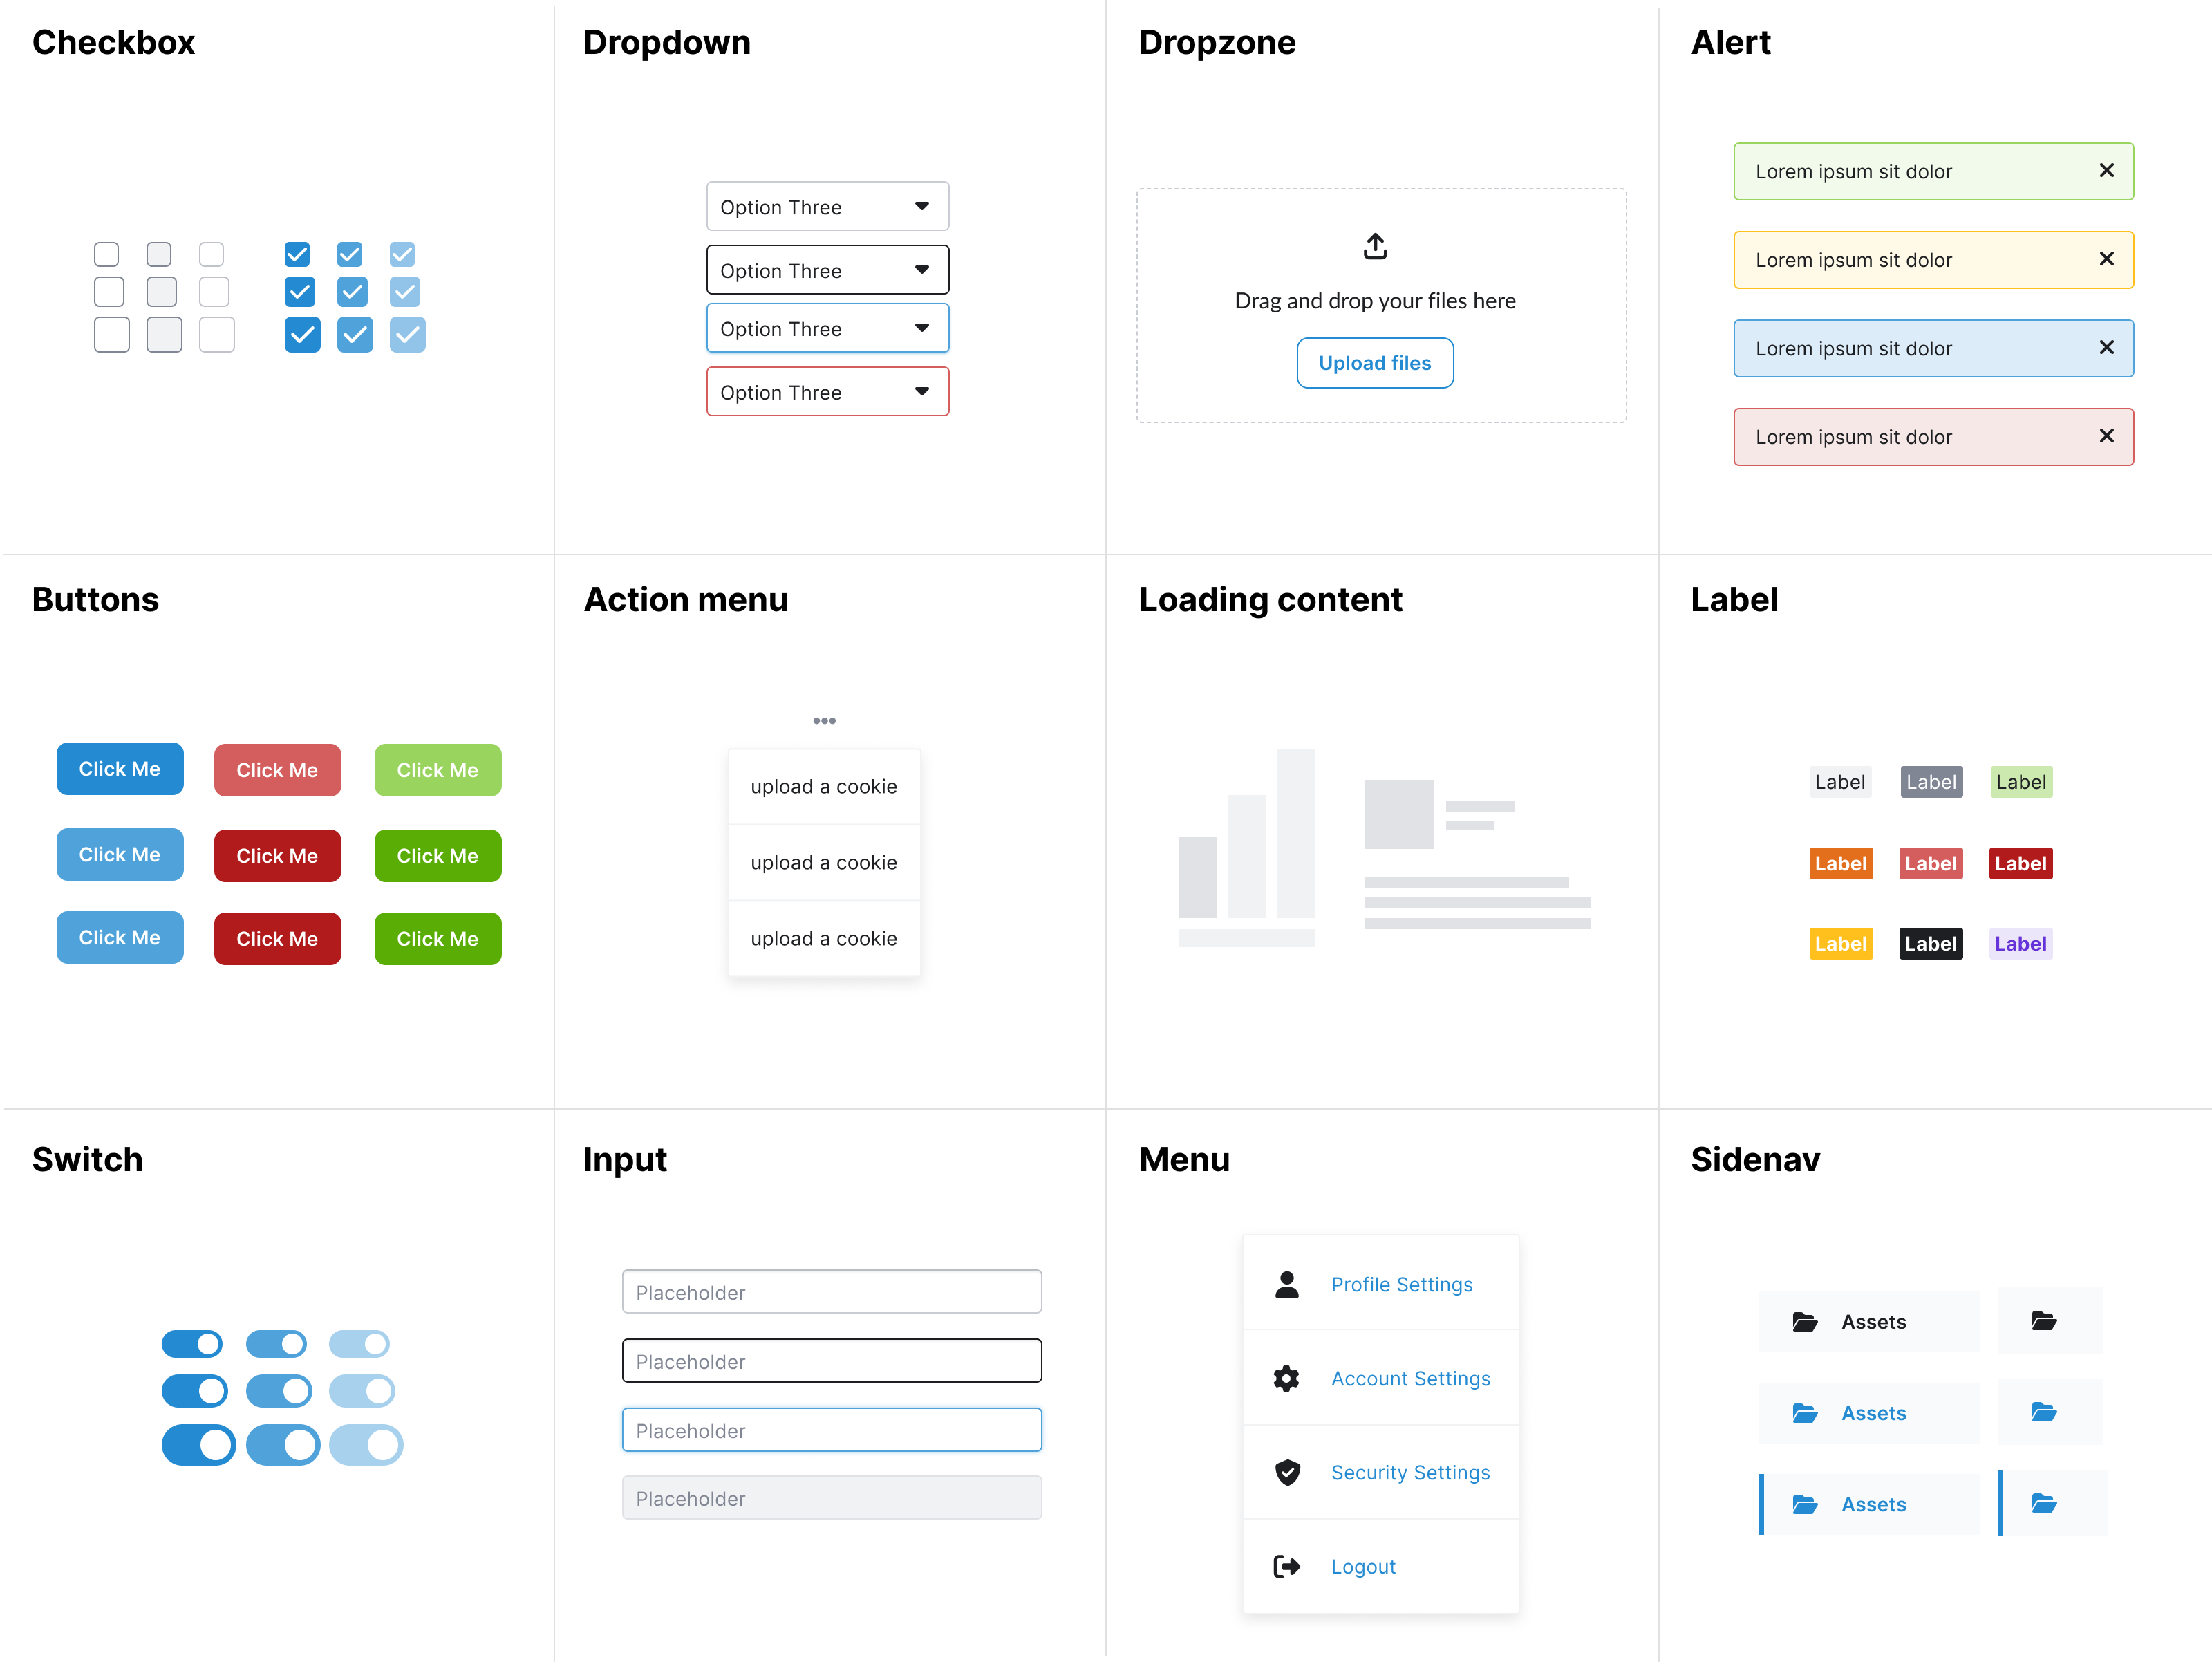 Checkbox
Dropdown
Option Three
Option Three
Option Three
Option Three
Dropzone
Drag and drop your files here
Upload files
Alert
Lorem ipsum sit dolor
Lorem ipsum sit dolor
Lorem ipsum sit dolor
Lorem ipsum sit dolor
Buttons
Click Me Click Me Click Me
Click Me Click Me Click Me
Click Me Click Me Click Me
Action menu
upload a cookie
upload a cookie
upload a cookie
Loading content
Label
Label Label Label
Label Label Label
Label Label Label
Switch
Input
Placeholder
Placeholder
Placeholder
Placeholder
Menu
Profile Settings
Account Settings
Security Settings
Logout
Sidenav
Assets
Assets
Assets